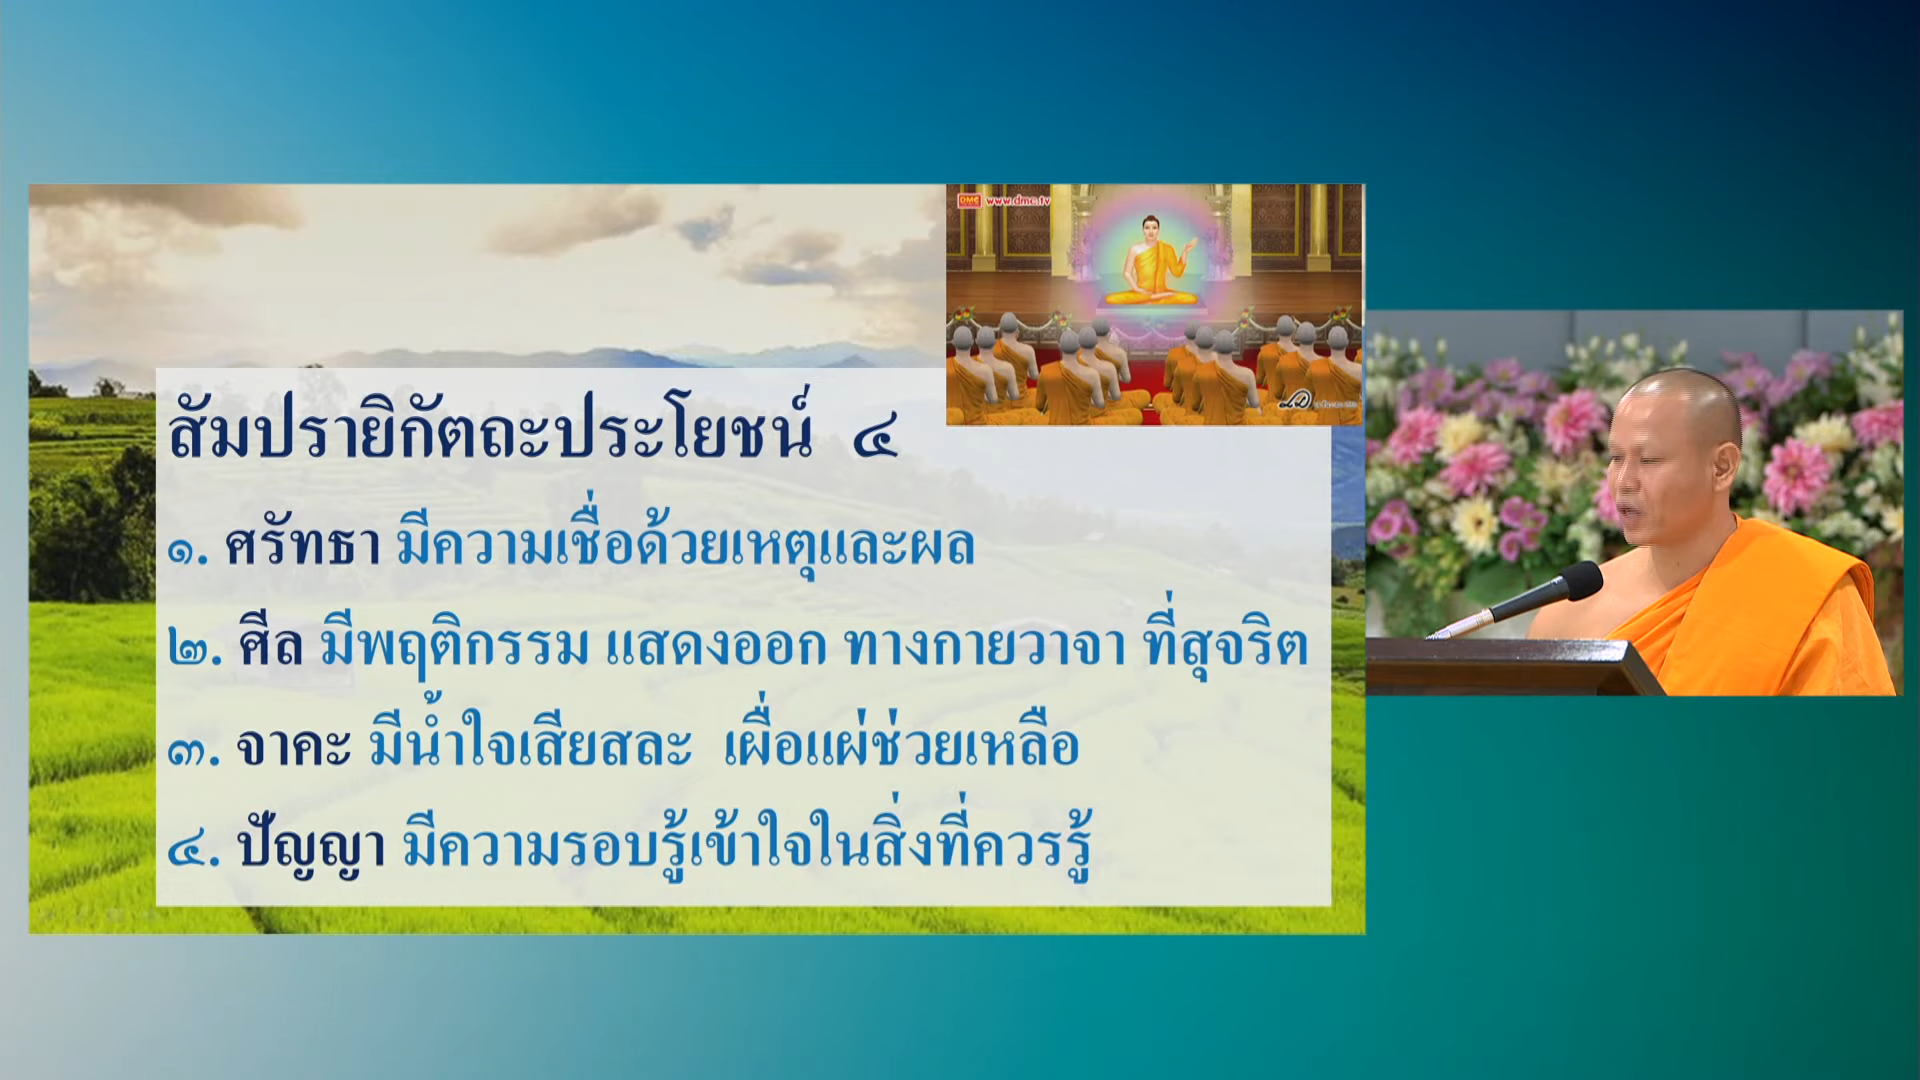 DMC www.dmc.tv
สัมปรายิกัตถะประโยชน์ ๔
๑. ศรัทธา มีความเชื่อด้วยเหตุและผล
๒. ศีล มีพฤติกรรม แสดงออก ทางกายวาจา ที่สุจริต
๓. จาคะ มีน้ำใจเสียสละ เผื่อแผ่ช่วยเหลือ
๔. ปัญญา มีความรอบรู้เข้าใจในสิ่งที่ควรรู้